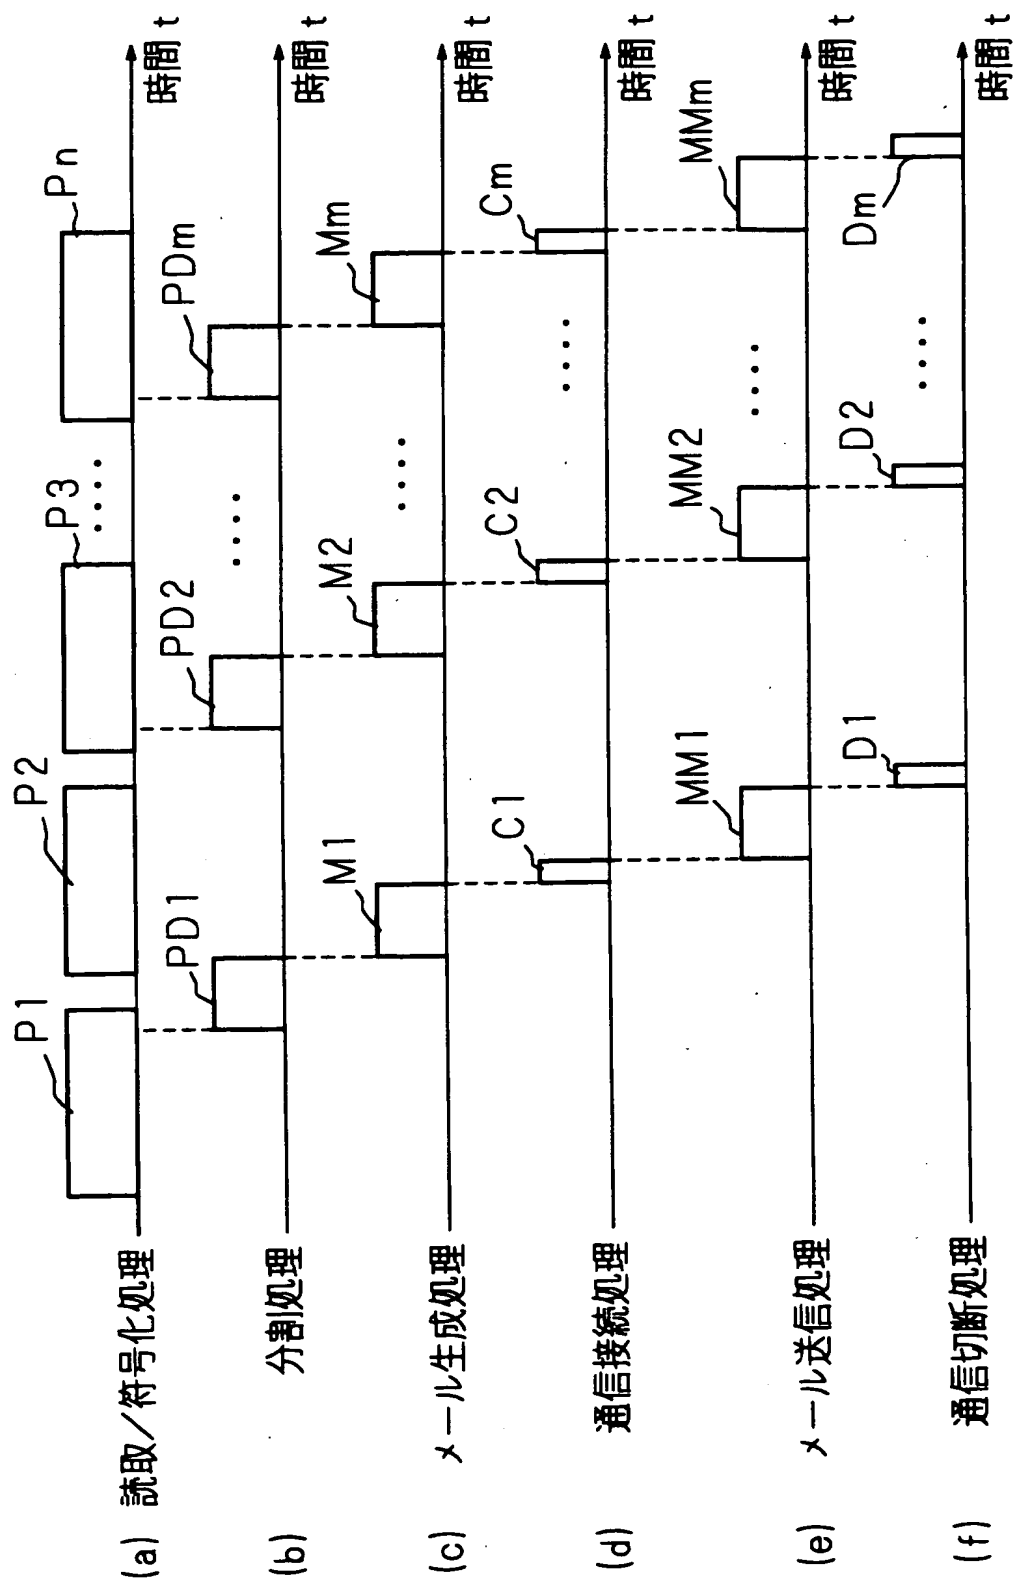 (a) 読取/符号化処理
P1
P2
P3
····
Pn
時間 t
(b) 分割処理
PD1
PD2
····
PDm
時間 t
(c) メール生成処理
M1
M2
····
Mm
時間 t
(d) 通信接続処理
C1
C2
····
Cm
時間 t
(e) メール送信処理
MM1
MM2
····
MMm
時間 t
(f) 通信切断処理
D1
D2
····
Dm
時間 t